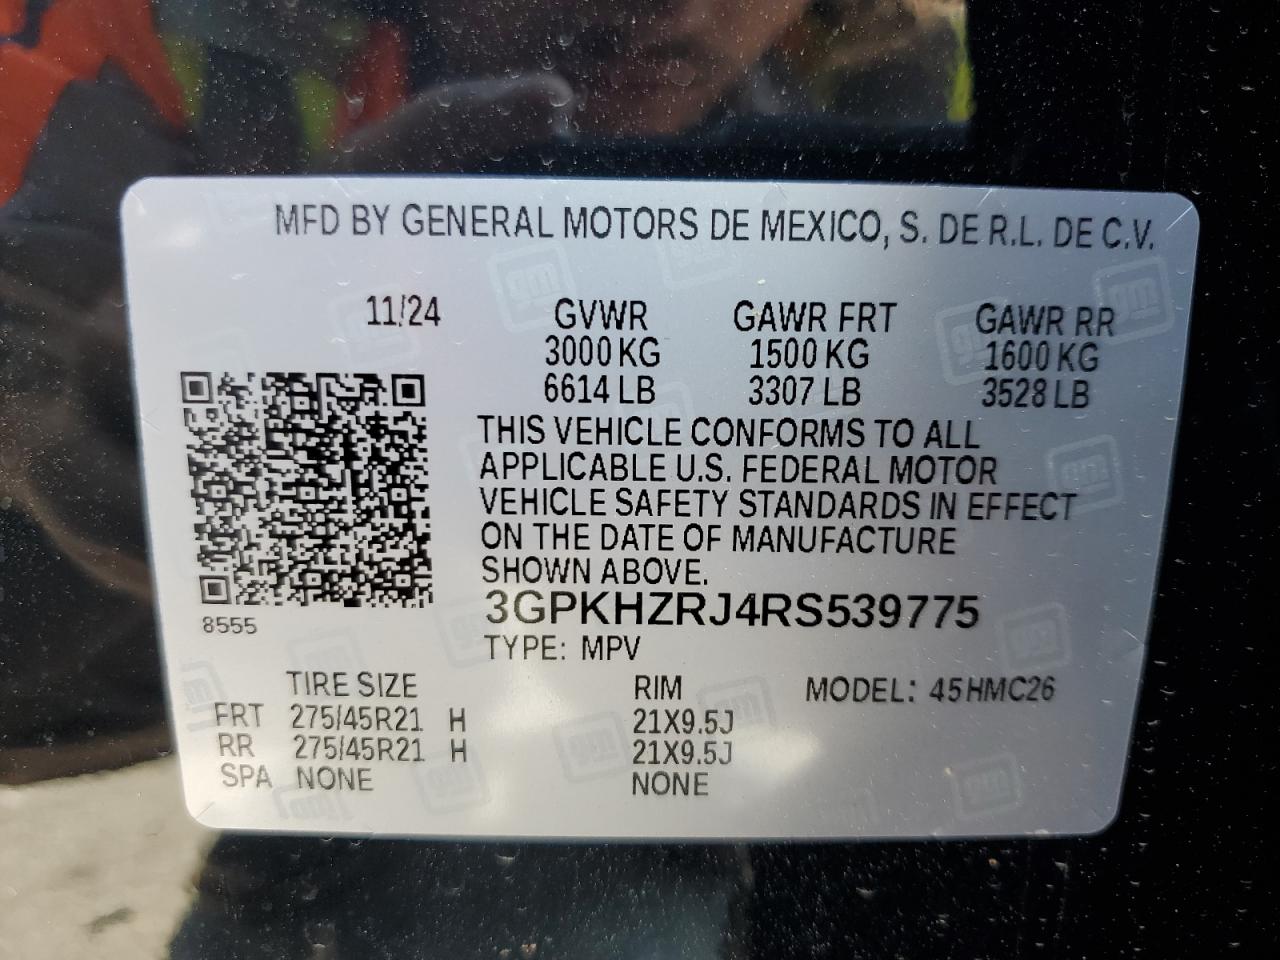 MFD BY GENERAL MOTORS DE MEXICO, S. DE R.L. DE C.V.
11/24 GVWR GAWR FRT GAWR RR
3000 KG 1500 KG 1600 KG
6614 LB 3307 LB 3528 LB
THIS VEHICLE CONFORMS TO ALL
APPLICABLE U.S. FEDERAL MOTOR
VEHICLE SAFETY STANDARDS IN EFFECT
ON THE DATE OF MANUFACTURE
SHOWN ABOVE.
3GPKHZRJ4RS539775
8555
TYPE: MPV
TIRE SIZE RIM MODEL: 45HMC26
FRT 275/45R21 H 21X9.5J
RR 275/45R21 H 21X9.5J
SPA NONE NONE